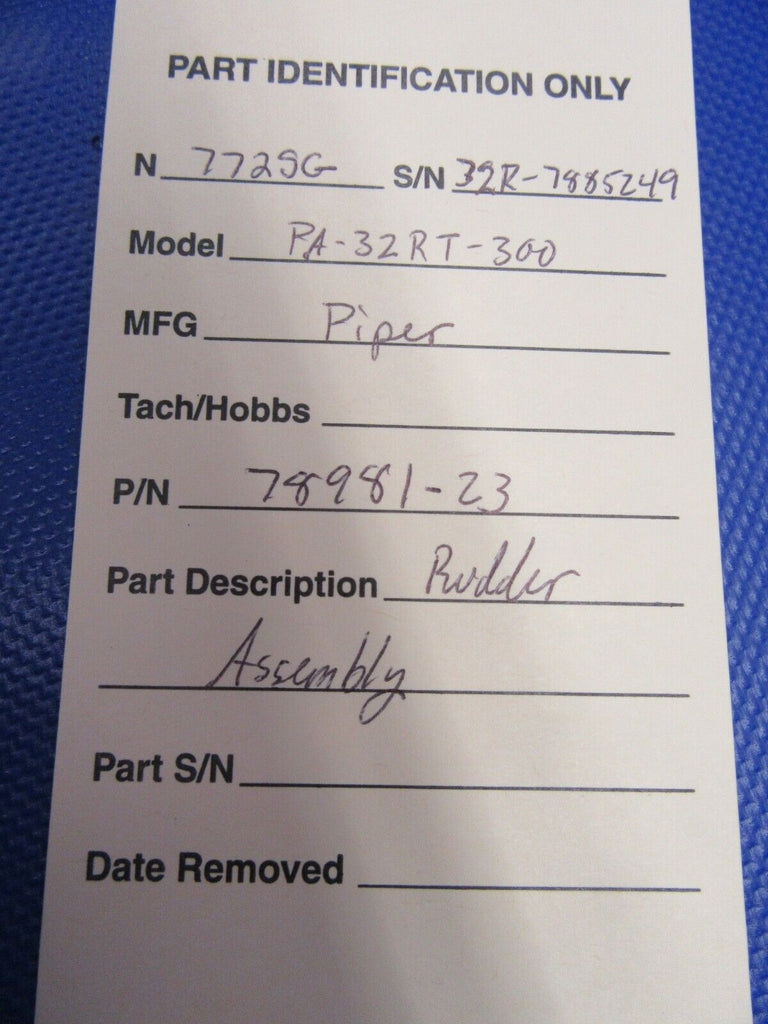 PART IDENTIFICATION ONLY
N 7725G S/N 32R-7885249
Model PA-32RT-300
MFG Piper
Tach/Hobbs
P/N 78981-23
Part Description Rudder
Assembly
Part S/N
Date Removed